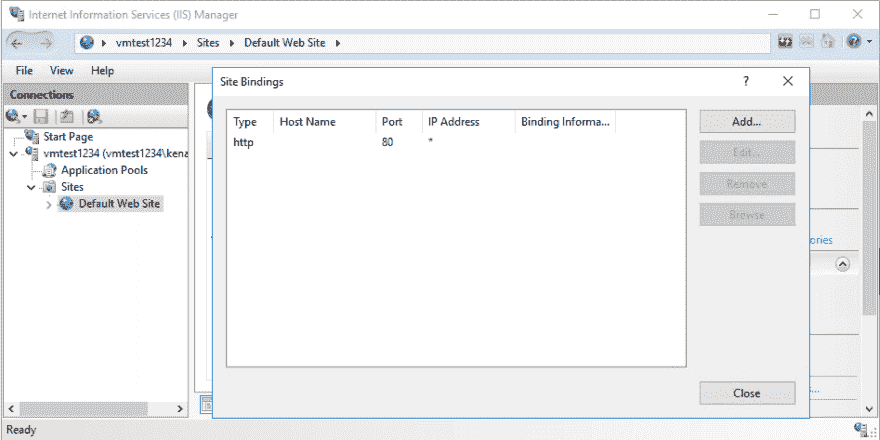 Internet Information Services (IIS) Manager
vmtest1234 Sites Default Web Site
File View Help
Connections
Start Page
vmtest1234 (vmtest1234\kena
Application Pools
Sites
Default Web Site
Site Bindings
?
Type Host Name Port IP Address Binding Informa...
http 80 *
Add...
Edit...
Remove
Browse
Close
ories
...
Ready